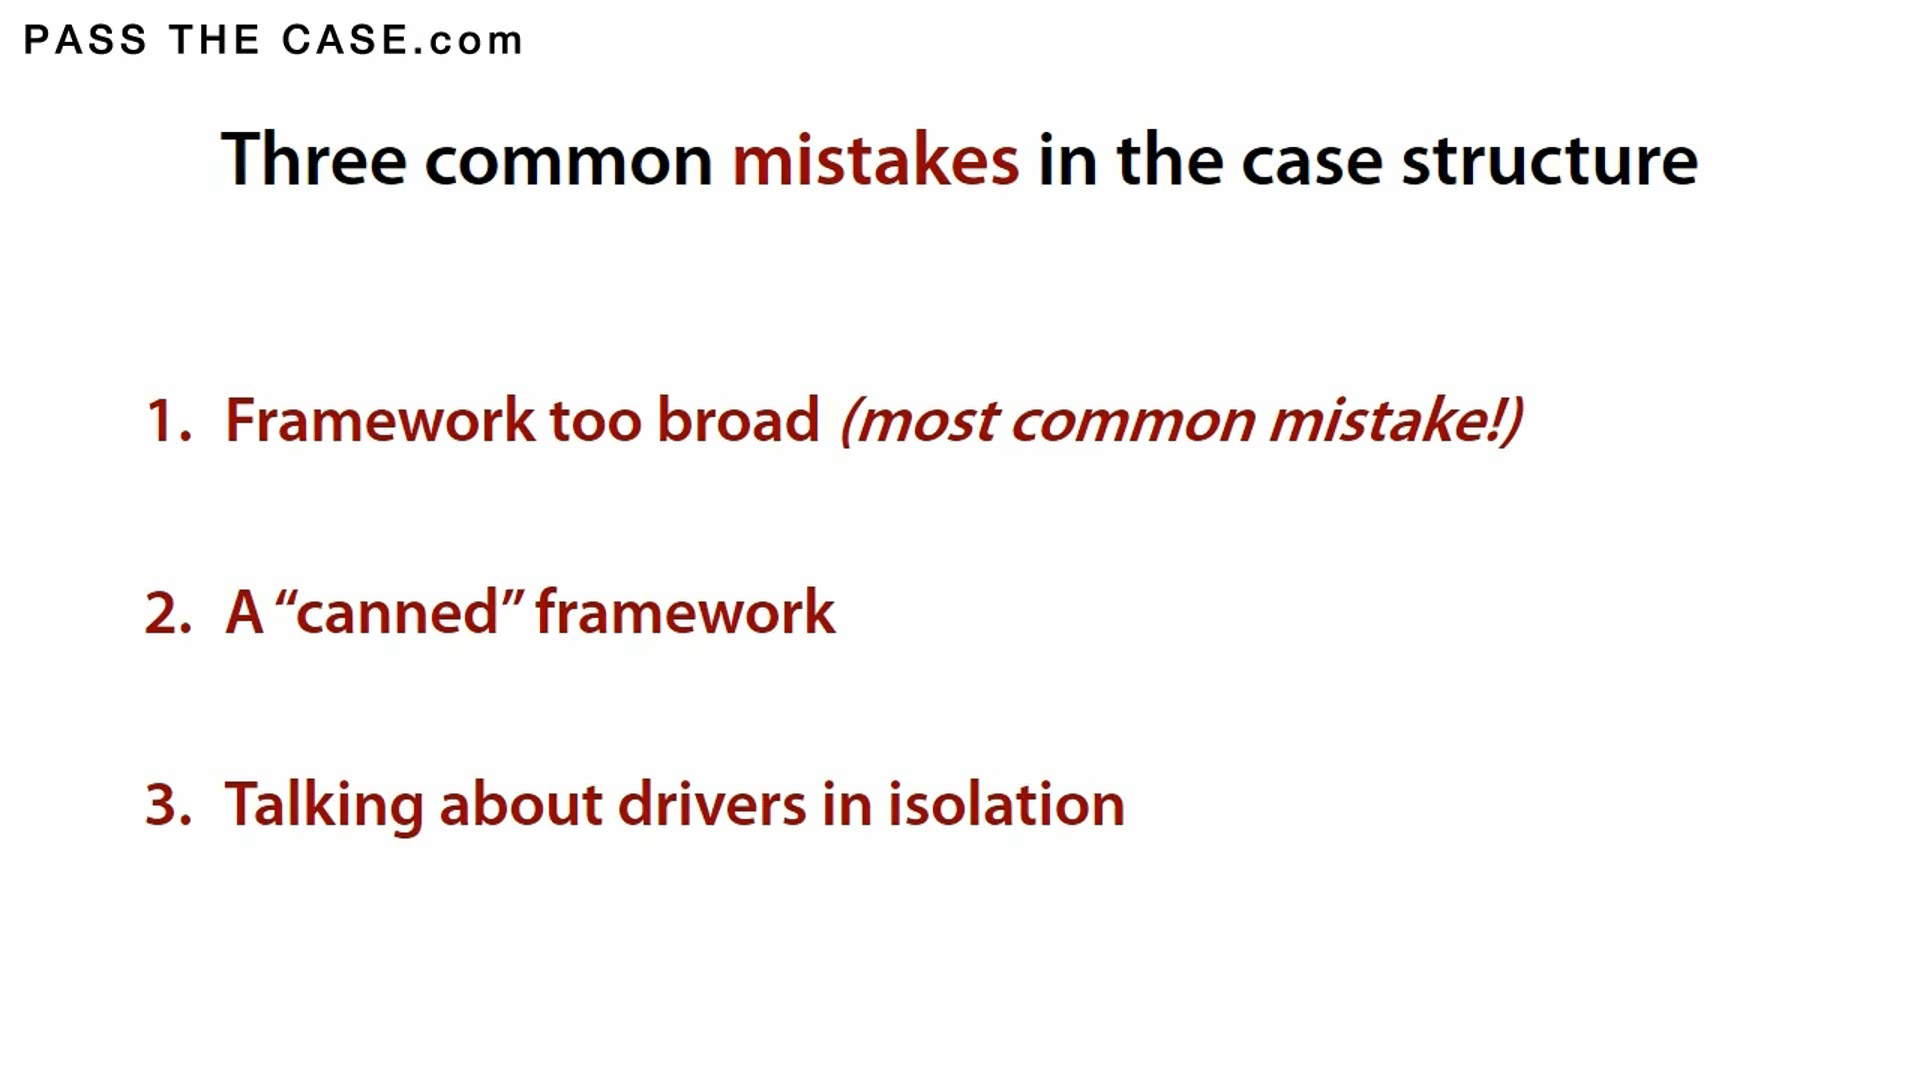 PASS THE CASE.com
Three common mistakes in the case structure
1. Framework too broad (most common mistake!)
2. A “canned” framework
3. Talking about drivers in isolation